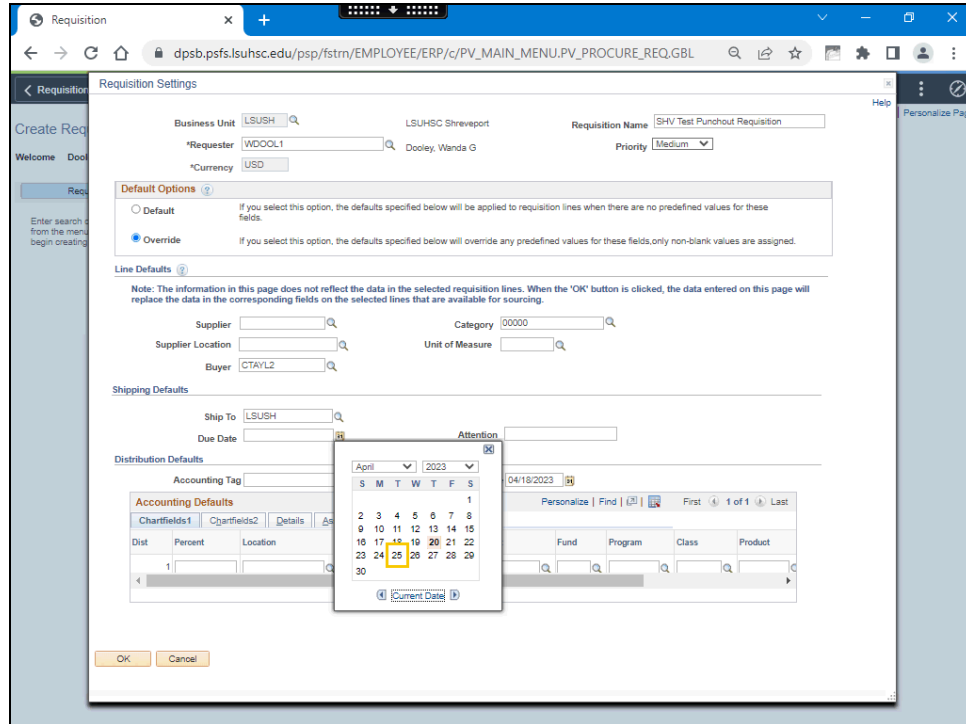 Requisition
dpsb.psfs.lsuhsc.edu/psp/fstrn/EMPLOYEE/ERP/c/PV_MAIN_MENU.PV_PROCURE_REQ.GBL
Requisition
Requisition Settings
Help
Personalize Pag
Create Req
Welcome Dool
Requ
Enter search c
from the menu
begin creating
Business Unit LSUSH LSUHSC Shreveport Requisition Name SHV Test Punchout Requisition
*Requester WDOOL1 Dooley, Wanda G Priority Medium
*Currency USD
Default Options ?
Default If you select this option, the defaults specified below will be applied to requisition lines when there are no predefined values for these
fields.
Override If you select this option, the defaults specified below will override any predefined values for these fields,only non-blank values are assigned.
Line Defaults ?
Note: The information in this page does not reflect the data in the selected requisition lines. When the 'OK' button is clicked, the data entered on this page will
replace the data in the corresponding fields on the selected lines that are available for sourcing.
Supplier Category 00000
Supplier Location Unit of Measure
Buyer CTAYL2
Shipping Defaults
Ship To LSUSH
Due Date Attention
Distribution Defaults
Accounting Tag 04/18/2023
April 2023
S M T W T F S
1
2 3 4 5 6 7 8
9 10 11 12 13 14 15
16 17 18 19 20 21 22
23 24 25 26 27 28 29
30
Current Date
Accounting Defaults Personalize | Find | First 1 of 1 Last
Chartfields1 Chartfields2 Details As
Dist Percent Location Fund Program Class Product
1
OK Cancel